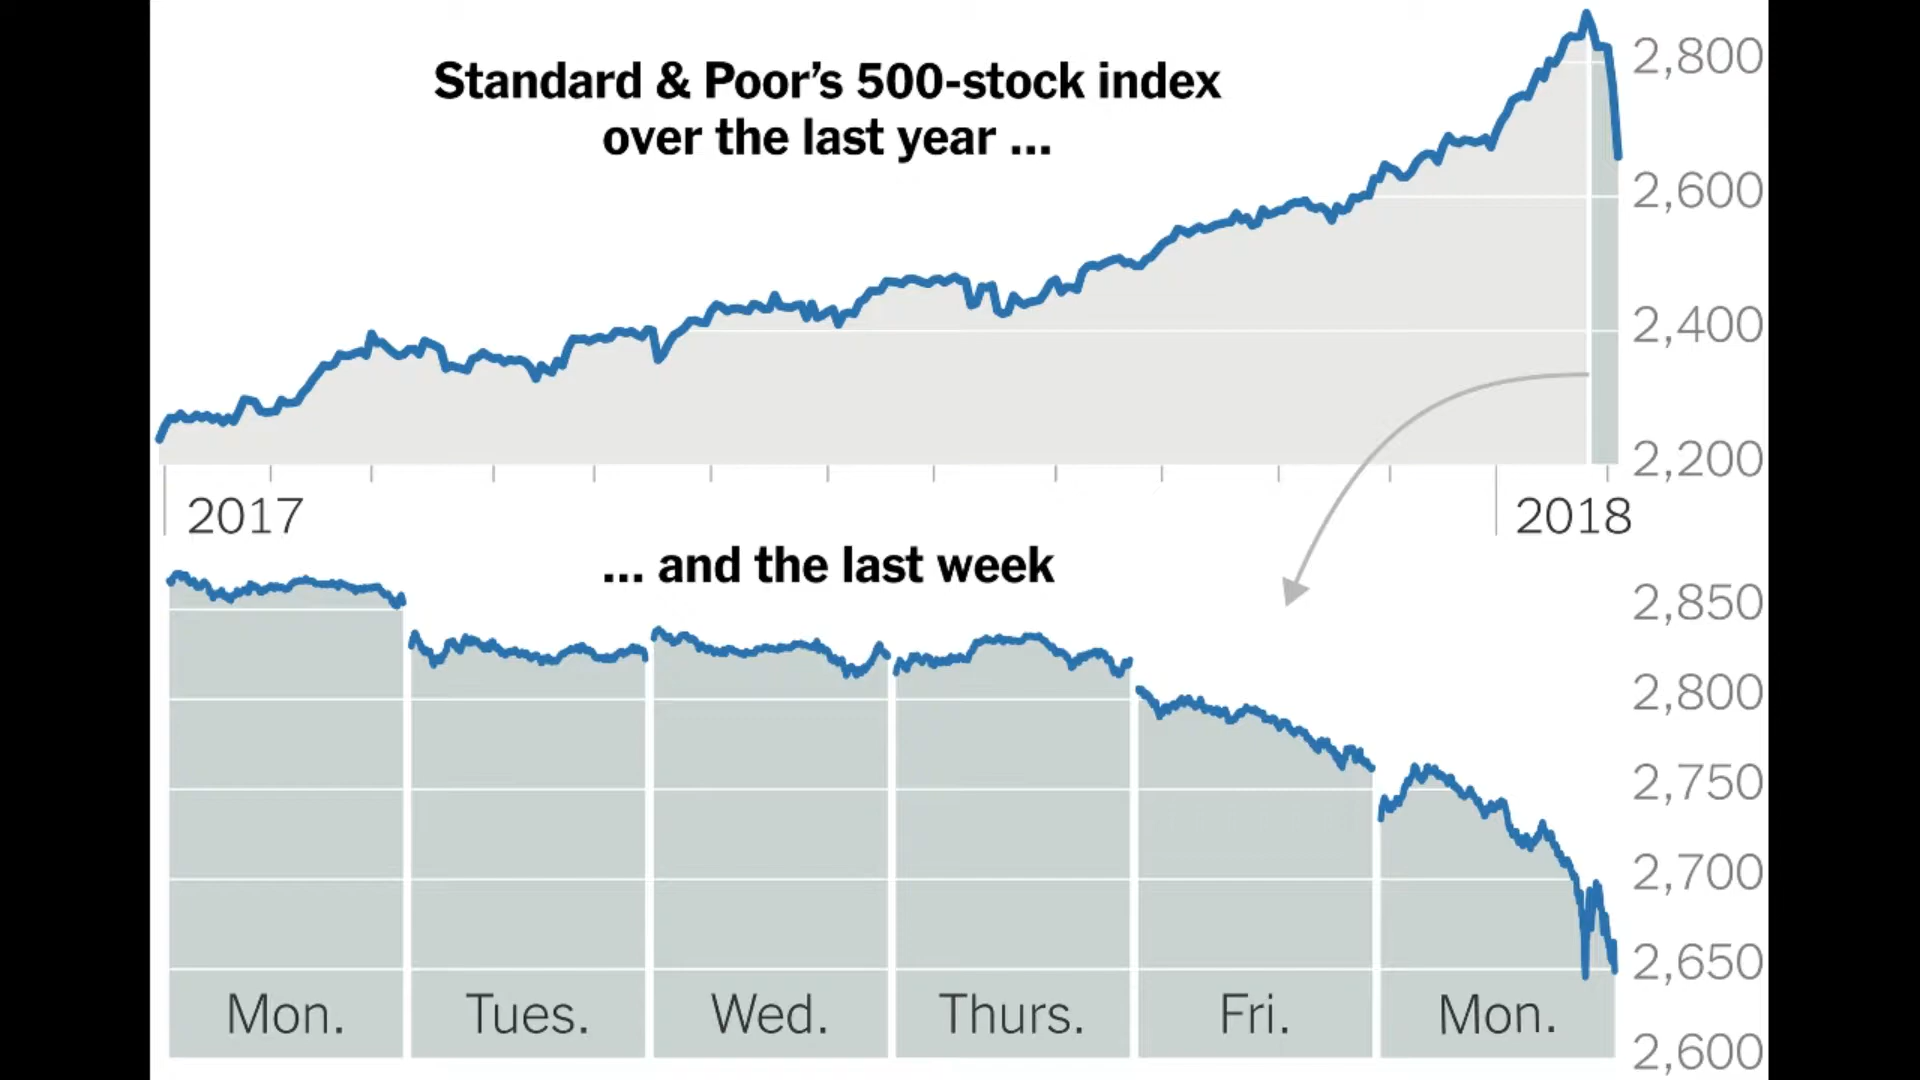 Standard & Poor’s 500-stock index
over the last year ...
2,800
2,600
2,400
2,200
2017
2018
... and the last week
2,850
2,800
2,750
2,700
2,650
2,600
Mon.
Tues.
Wed.
Thurs.
Fri.
Mon.